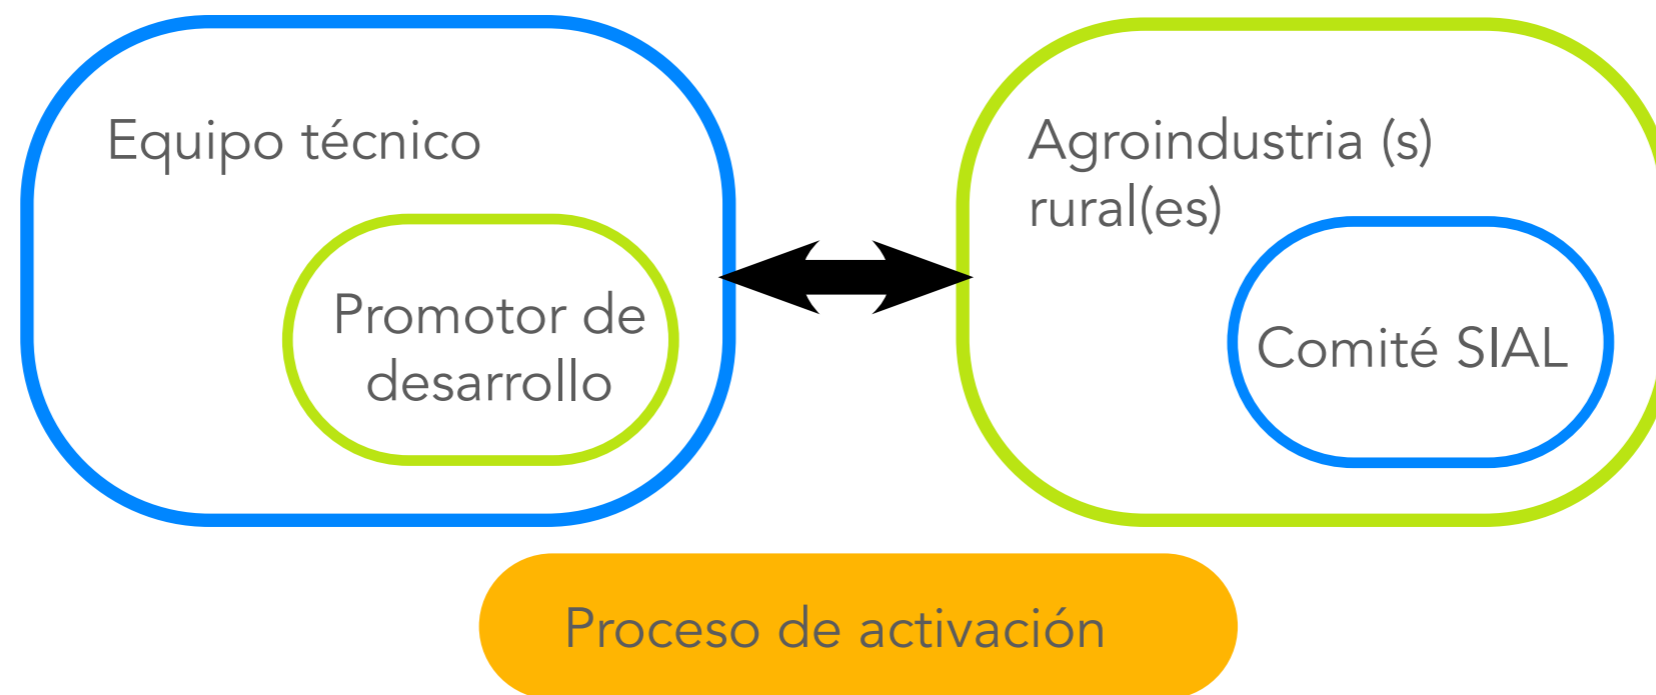 Equipo técnico
Promotor de
desarrollo
Agroindustria (s)
rural(es)
Comité SIAL
Proceso de activación